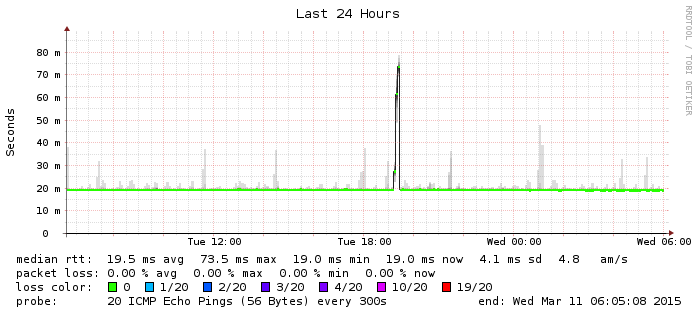 Last 24 Hours
RRDTOOL / TOBI OETIKER
Seconds
80 m
70 m
60 m
50 m
40 m
30 m
20 m
10 m
0
Tue 12:00 Tue 18:00 Wed 00:00 Wed 06:00
median rtt: 19.5 ms avg 73.5 ms max 19.0 ms min 19.0 ms now 4.1 ms sd 4.8 am/s
packet loss: 0.00 % avg 0.00 % max 0.00 % min 0.00 % now
loss color: 0 1/20 2/20 3/20 4/20 10/20 19/20
probe: 20 ICMP Echo Pings (56 Bytes) every 300s end: Wed Mar 11 06:05:08 2015